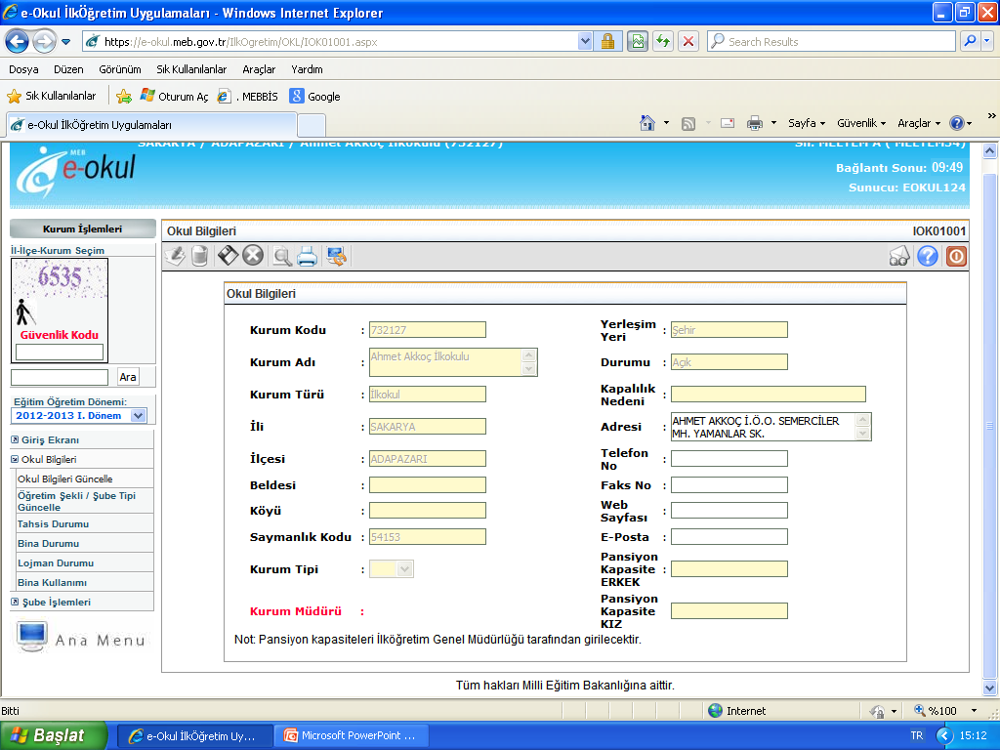 e-Okul İlkÖğretim Uygulamaları - Windows Internet Explorer
https://e-okul.meb.gov.tr/IlkOgretim/OKL/IOK01001.aspx
Search Results
Dosya Düzen Görünüm Sık Kullanılanlar Araçlar Yardım
Sık Kullanılanlar Oturum Aç . MEBBİS Google
e-Okul İlkÖğretim Uygulamaları
Sayfa Güvenlik Araçlar
SAKARYA / ADAPAZARI / Ahmet Akkoç İlkokulu (732127)
MEB
e-okul
Bağlantı Sonu: 09:49
Sunucu: EOKUL124
Kurum İşlemleri
İl-İlçe-Kurum Seçim
6535
Güvenlik Kodu
Ara
Eğitim Öğretim Dönemi:
2012-2013 I. Dönem
Giriş Ekranı
Okul Bilgileri
Okul Bilgileri Güncelle
Öğretim Şekli / Şube Tipi
Güncelle
Tahsis Durumu
Bina Durumu
Lojman Durumu
Bina Kullanımı
Şube İşlemleri
Ana Menu
Okul Bilgileri IOK01001
Okul Bilgileri
Kurum Kodu : 732127
Kurum Adı : Ahmet Akkoç İlkokulu
Kurum Türü : İlkokul
İli : SAKARYA
İlçesi : ADAPAZARI
Beldesi :
Köyü :
Saymanlık Kodu : 54153
Kurum Tipi :
Kurum Müdürü :
Yerleşim
Yeri : Şehir
Durumu : Açık
Kapalılık
Nedeni :
Adresi : AHMET AKKOÇ İ.Ö.O. SEMERCİLER
MH. YAMANLAR SK.
Telefon
No :
Faks No :
Web
Sayfası :
E-Posta :
Pansiyon
Kapasite :
ERKEK
Pansiyon
Kapasite :
KIZ
Not: Pansiyon kapasiteleri İlköğretim Genel Müdürlüğü tarafından girilecektir.
Tüm hakları Milli Eğitim Bakanlığına aittir.
Bitti Internet %100
Başlat e-Okul İlkÖğretim Uy... Microsoft PowerPoint ... TR 15:12